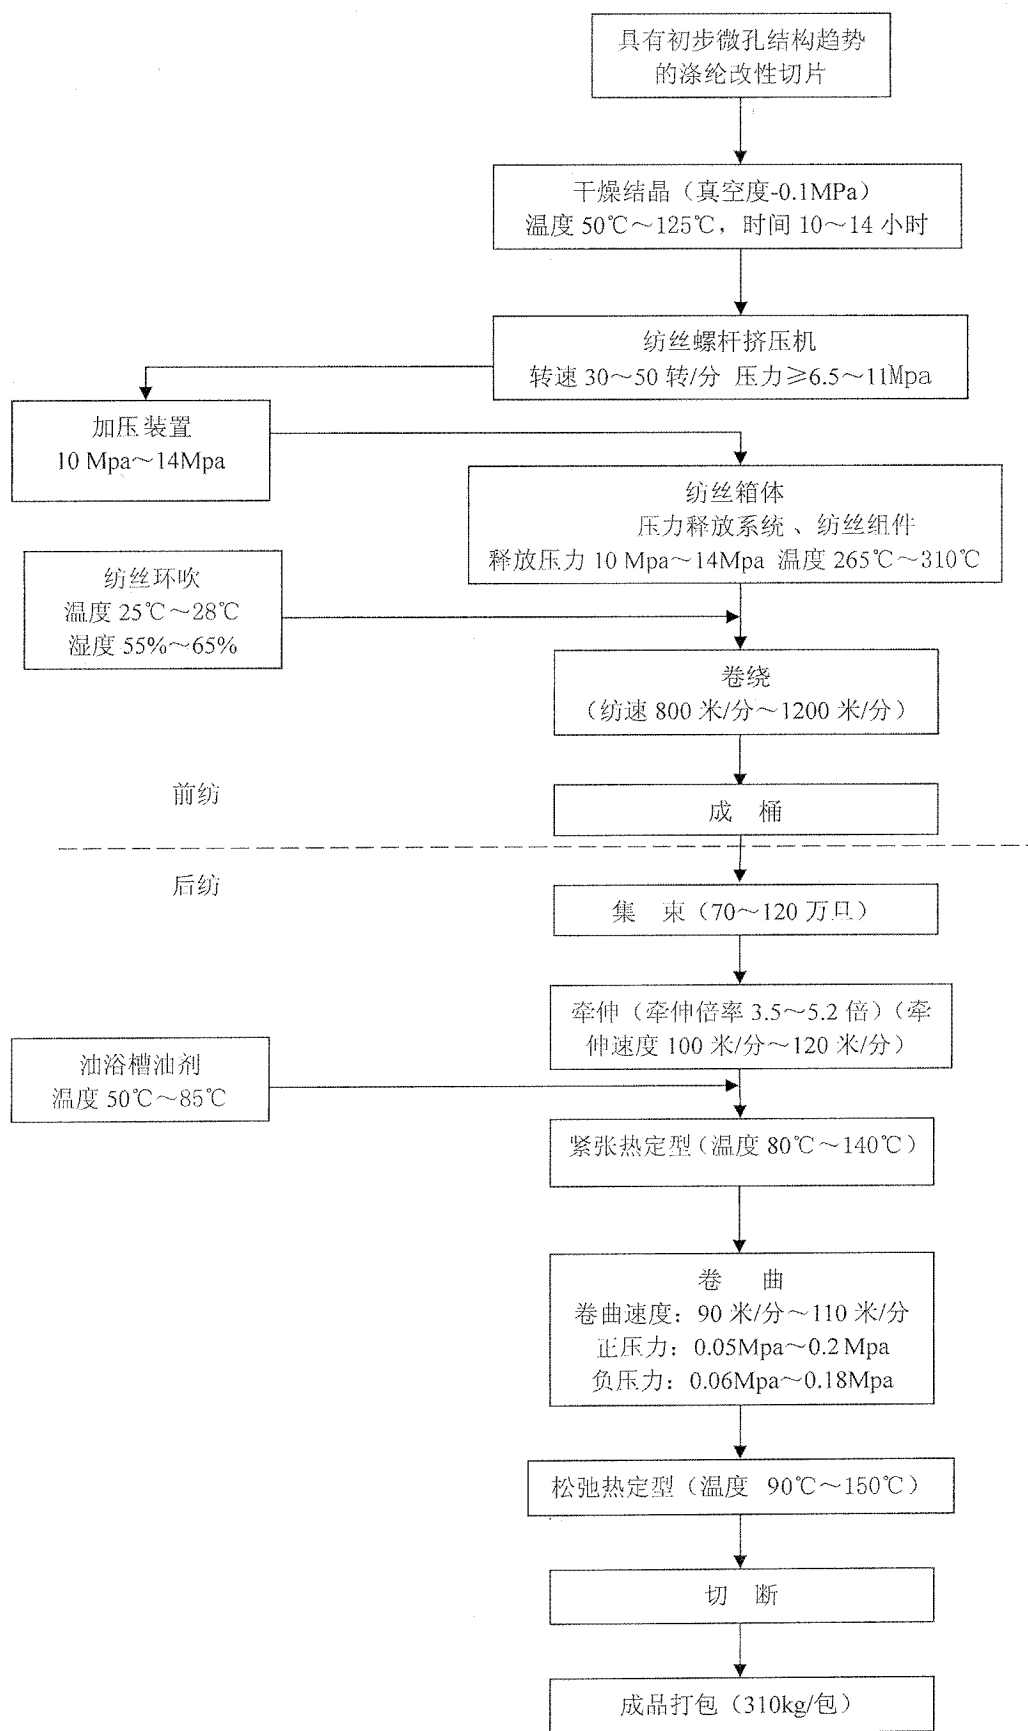 具有初步微孔结构趋势
的涤纶改性切片
干燥结晶（真空度-0.1MPa）
温度 50℃～125℃，时间 10～14 小时
纺丝螺杆挤压机
转速 30～50 转/分 压力≥6.5～11Mpa
加压装置
10 Mpa～14Mpa
纺丝箱体
压力释放系统 、纺丝组件
释放压力 10 Mpa～14Mpa 温度 265℃～310℃
纺丝环吹
温度 25℃～28℃
湿度 55%～65%
卷绕
（纺速 800 米/分～1200 米/分）
前纺
成 桶
后纺
集 束（70～120 万旦）
牵伸（牵伸倍率 3.5～5.2 倍）（牵
伸速度 100 米/分～120 米/分）
油浴槽油剂
温度 50℃～85℃
紧张热定型（温度 80℃～140℃）
卷 曲
卷曲速度：90 米/分～110 米/分
正压力：0.05Mpa～0.2Mpa
负压力：0.06Mpa～0.18Mpa
松弛热定型（温度 90℃～150℃）
切 断
成品打包（310kg/包）